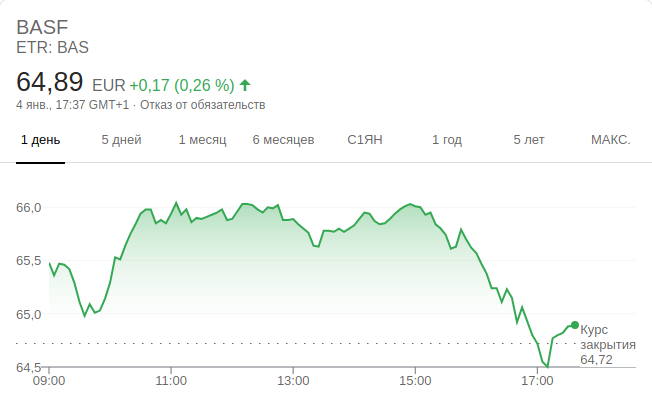 BASF
ETR: BAS
64,89 EUR +0,17 (0,26 %)
4 янв., 17:37 GMT+1 · Отказ от обязательств
1 день 5 дней 1 месяц 6 месяцев С1ЯН 1 год 5 лет МАКС.
66,0
65,5
65,0
Курс
закрытия
64,72
64,5
09:00 11:00 13:00 15:00 17:00